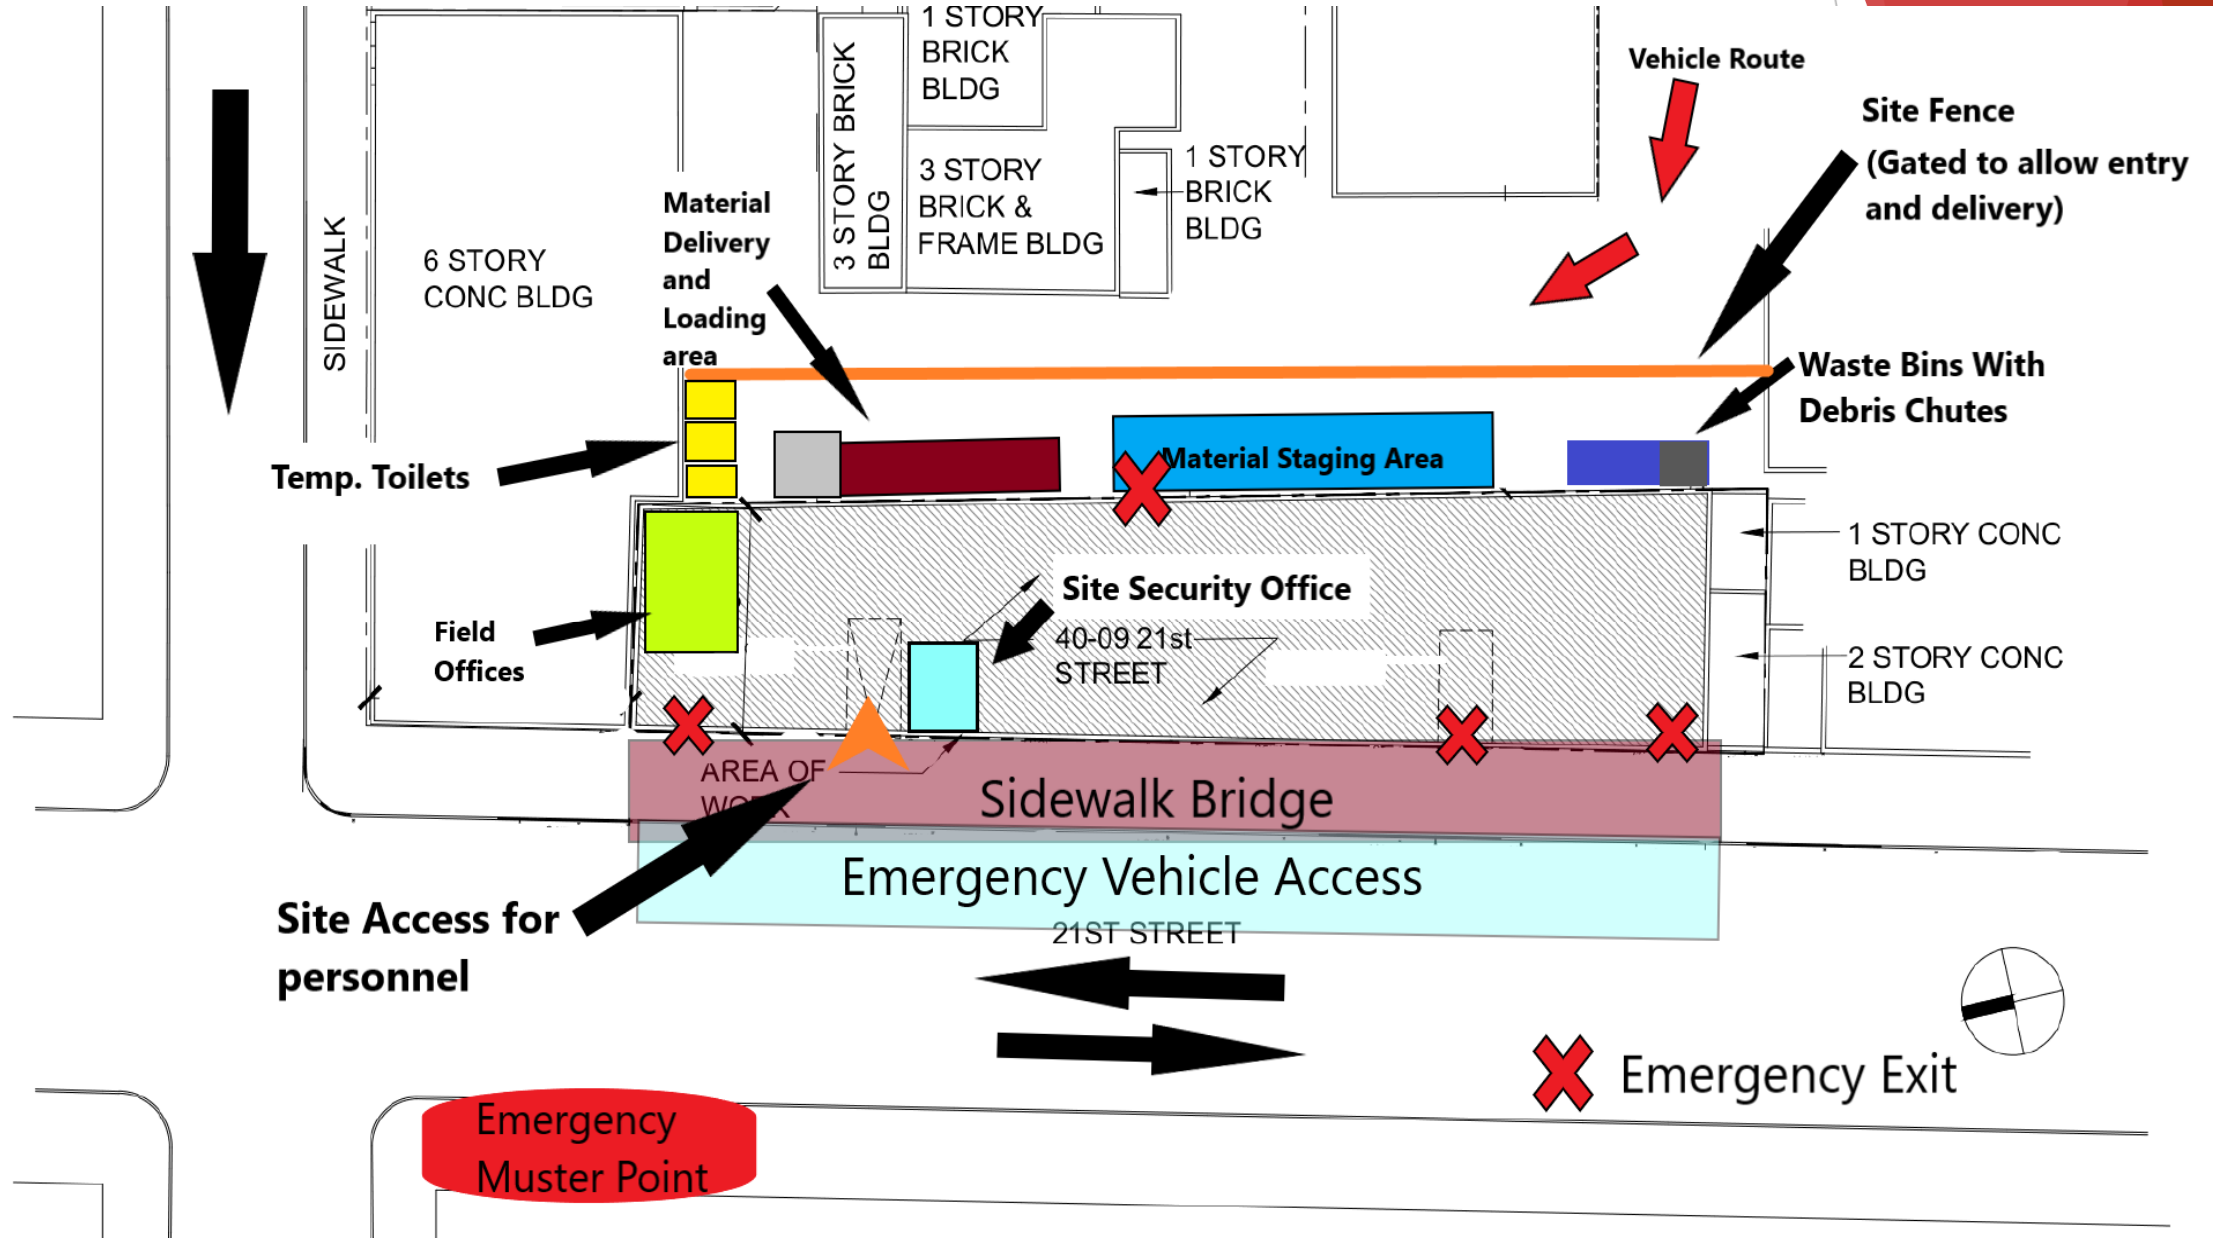 1 STORY
BRICK
BLDG
3 STORY BRICK
BLDG
3 STORY
BRICK &
FRAME BLDG
1 STORY
BRICK
BLDG
Vehicle Route
Site Fence
(Gated to allow entry
and delivery)
SIDEWALK
6 STORY
CONC BLDG
Material
Delivery
and
Loading
area
Waste Bins With
Debris Chutes
Temp. Toilets
Material Staging Area
1 STORY CONC
BLDG
Site Security Office
Field
Offices
40-09 21st
STREET
2 STORY CONC
BLDG
AREA OF
WORK
Sidewalk Bridge
Emergency Vehicle Access
Site Access for
personnel
21ST STREET
Emergency Exit
Emergency
Muster Point